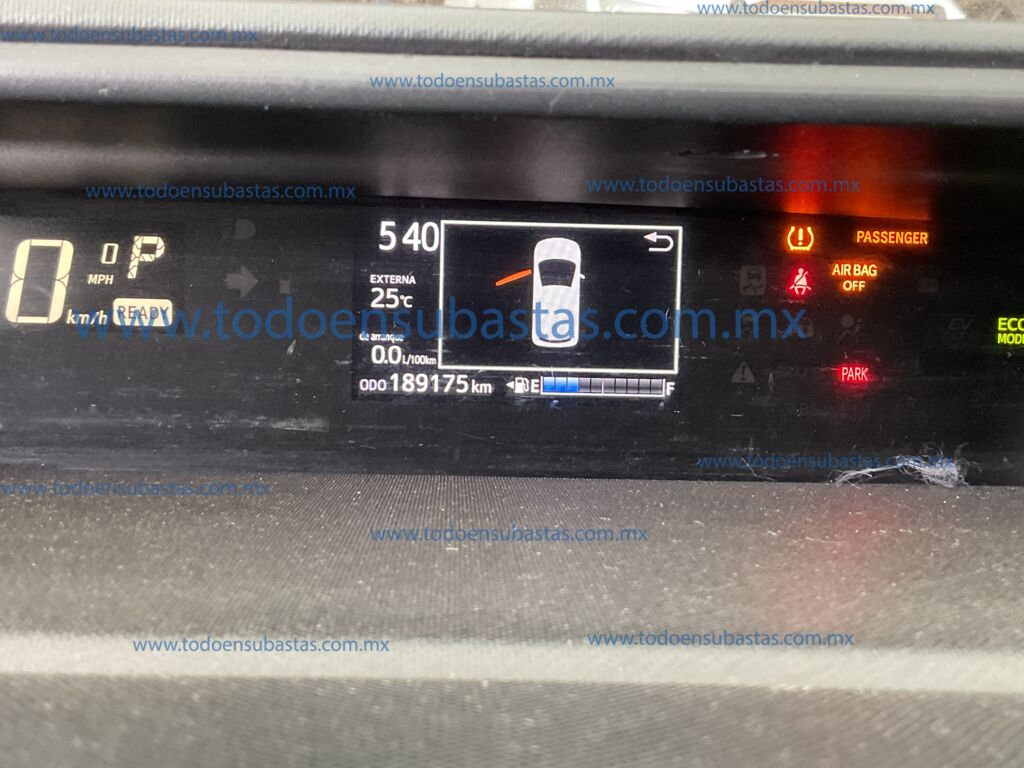 www.todoensubastas.com.mx
www.todoensubastas.com.mx
www.todoensubastas.com.mx
www.todoensubastas.com.mx
www.todoensubastas.com.mx
0 km/h
0 MPH
P
READY
5 40
EXTERNA
25°C
de arranque
0.0 L/100km
ODO 189175 km
E F
PASSENGER
AIR BAG
OFF
PARK
ECO
MODE
www.todoensubastas.com.mx
www.todoensubastas.com.mx
www.todoensubastas.com.mx
www.todoensubastas.com.mx
www.todoensubastas.com.mx
www.todoensubastas.com.mx